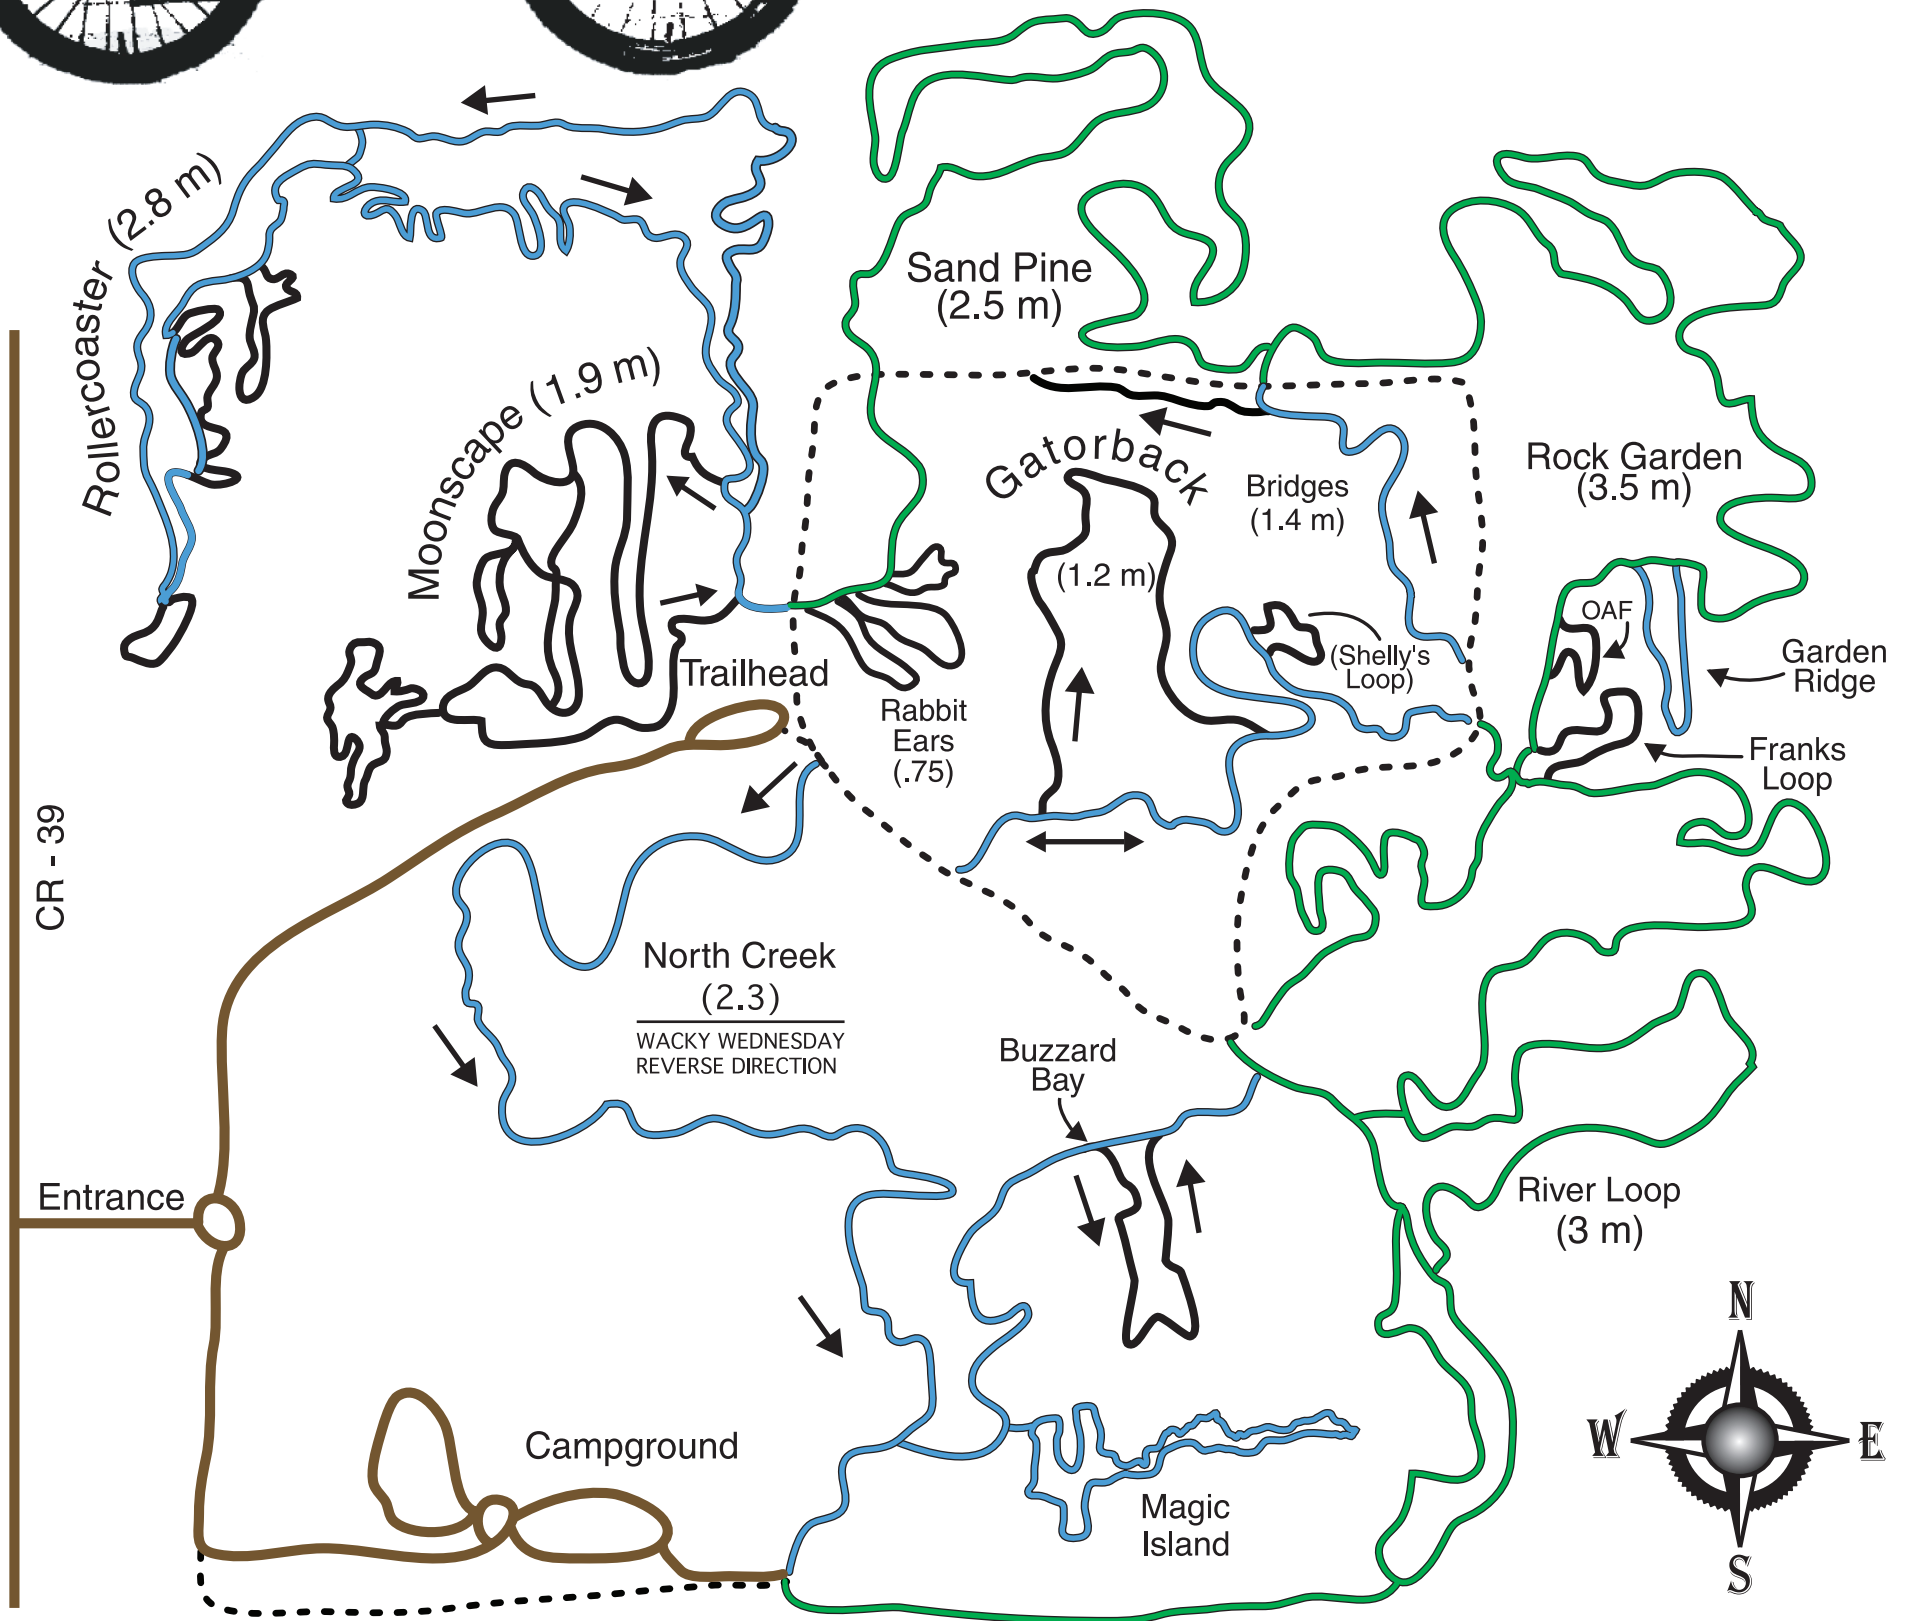 Rollercoaster (2.8 m)
Sand Pine
(2.5 m)
Moonscape (1.9 m)
Gatorback
(1.2 m)
Bridges
(1.4 m)
Rock Garden
(3.5 m)
OAF
(Shelly's
Loop)
Garden
Ridge
Trailhead
Rabbit
Ears
(.75)
Franks
Loop
CR - 39
North Creek
(2.3)
WACKY WEDNESDAY
REVERSE DIRECTION
Buzzard
Bay
Entrance
River Loop
(3 m)
Campground
Magic
Island
N
W
E
S